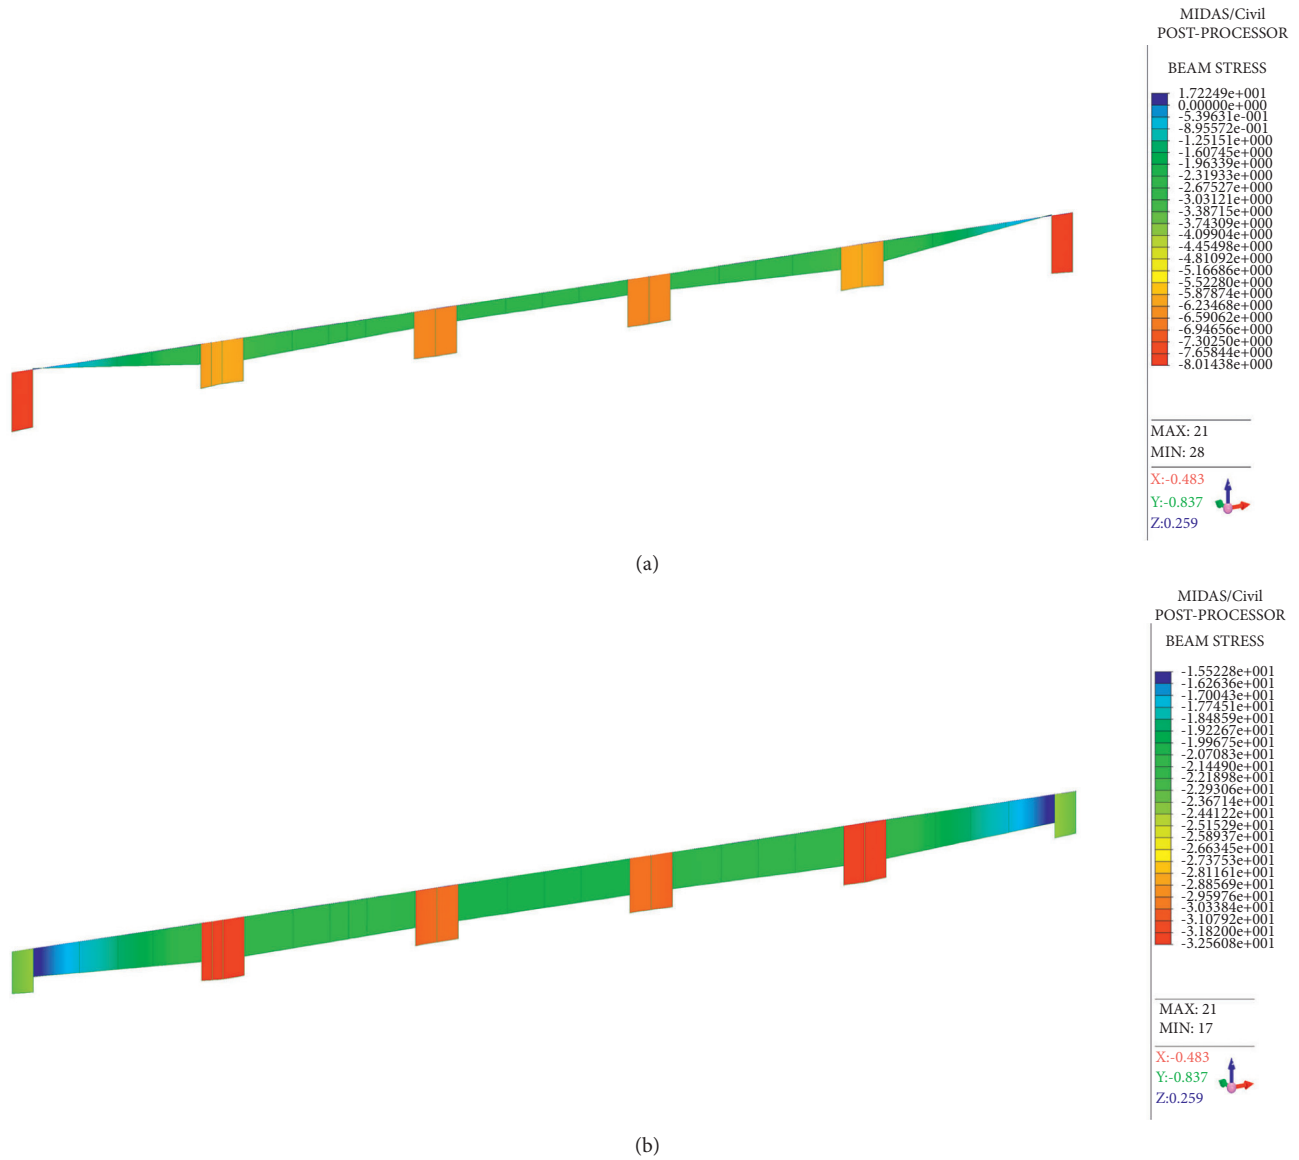 MIDAS/Civil
POST-PROCESSOR
BEAM STRESS
1.72249e+001
0.00000e+000
-5.39631e-001
-8.95572e-001
-1.25151e+000
-1.60745e+000
-1.96339e+000
-2.31933e+000
-2.67527e+000
-3.03121e+000
-3.38715e+000
-3.74309e+000
-4.09904e+000
-4.45498e+000
-4.81092e+000
-5.16686e+000
-5.52280e+000
-5.87874e+000
-6.23468e+000
-6.59062e+000
-6.94656e+000
-7.30250e+000
-7.65844e+000
-8.01438e+000
MAX: 21
MIN: 28
X:-0.483
Y:-0.837
Z:0.259
(a)
MIDAS/Civil
POST-PROCESSOR
BEAM STRESS
-1.55228e+001
-1.62636e+001
-1.70043e+001
-1.77451e+001
-1.84859e+001
-1.92267e+001
-1.99675e+001
-2.07083e+001
-2.14490e+001
-2.21898e+001
-2.29306e+001
-2.36714e+001
-2.44122e+001
-2.51529e+001
-2.58937e+001
-2.66345e+001
-2.73753e+001
-2.81161e+001
-2.88569e+001
-2.95976e+001
-3.03384e+001
-3.10792e+001
-3.18200e+001
-3.25608e+001
MAX: 21
MIN: 17
X:-0.483
Y:-0.837
Z:0.259
(b)